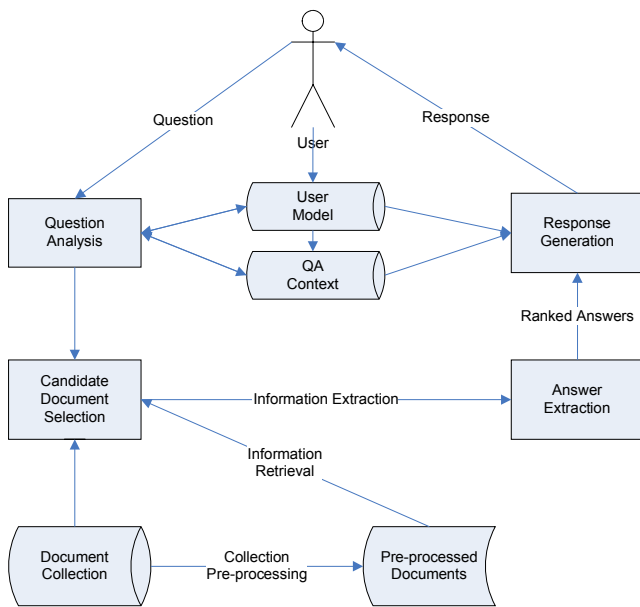 Question
Response
User
User
Model
Question
Analysis
Response
Generation
QA
Context
Ranked Answers
Candidate
Document
Selection
Information Extraction
Answer
Extraction
Information
Retrieval
Document
Collection
Collection
Pre-processing
Pre-processed
Documents